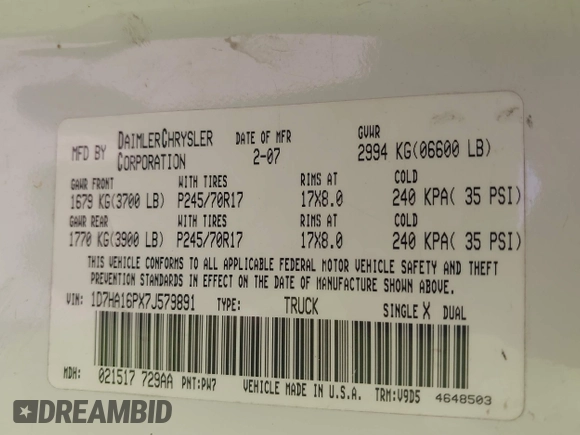 MFD BY DAIMLERCHRYSLER CORPORATION DATE OF MFR 2-07 GVWR 2994 KG(06600 LB)
GAWR FRONT WITH TIRES RIMS AT COLD
1679 KG(3700 LB) P245/70R17 17X8.0 240 KPA( 35 PSI)
GAWR REAR WITH TIRES RIMS AT COLD
1770 KG(3900 LB) P245/70R17 17X8.0 240 KPA( 35 PSI)
THIS VEHICLE CONFORMS TO ALL APPLICABLE FEDERAL MOTOR VEHICLE SAFETY AND THEFT
PREVENTION STANDARDS IN EFFECT ON THE DATE OF MANUFACTURE SHOWN ABOVE.
VIN: 1D7HA16PX7J579891 TYPE: TRUCK SINGLE X DUAL
MDH: 021517 729AA PNT:PW7 VEHICLE MADE IN U.S.A. TRM:V9D5 4648503
DREAMBID